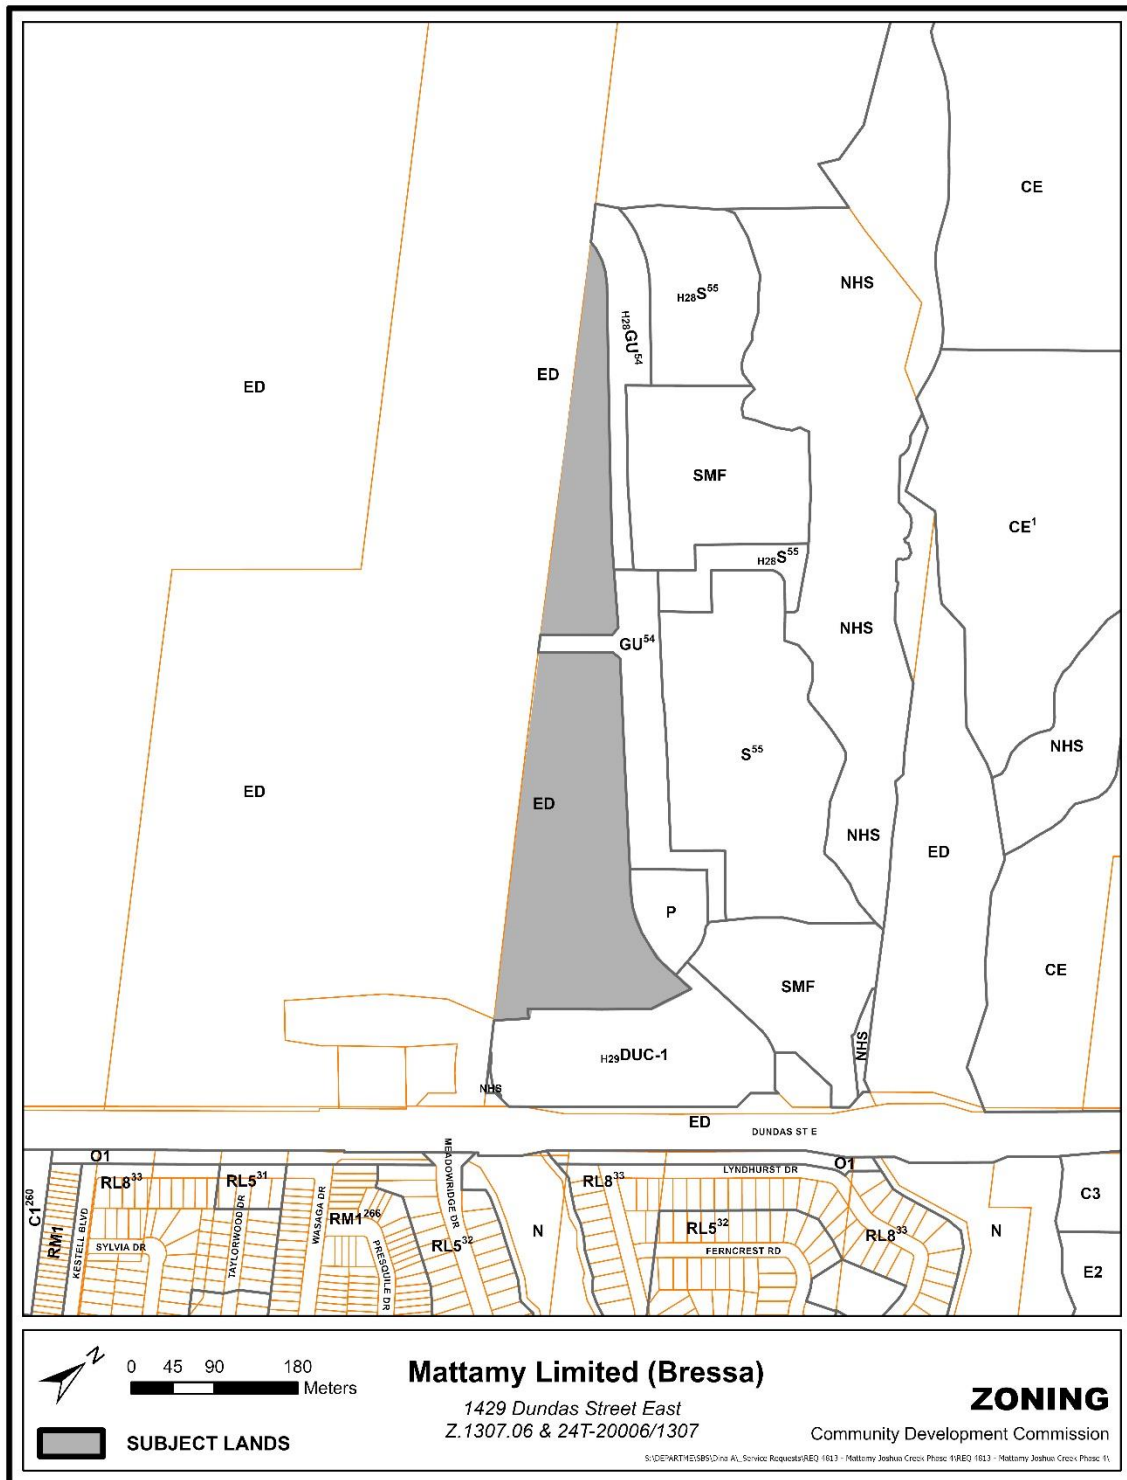 CE
NHS
H28S55
H28GU54
ED
ED
SMF
CE1
H28S55
NHS
GU54
NHS
S55
ED
ED
NHS
ED
P
CE
SMF
NHS
H29DUC-1
NHS
ED
DUNDAS ST E
O1
O1
LYNDHURST DR
MEADOWRIDGE DR
RL833
RL531
RL833
C3
C1260
RM1
KESTELL BLVD
SYLVIA DR
TAYLORWOOD DR
WASAGA DR
RM1266
PRESQUILE DR
RL532
N
RL532
FERNCREST RD
RL833
N
E2
N
0 45 90 180
Meters
SUBJECT LANDS
Mattamy Limited (Bressa)
1429 Dundas Street East
Z.1307.06 & 24T-20006/1307
ZONING
Community Development Commission